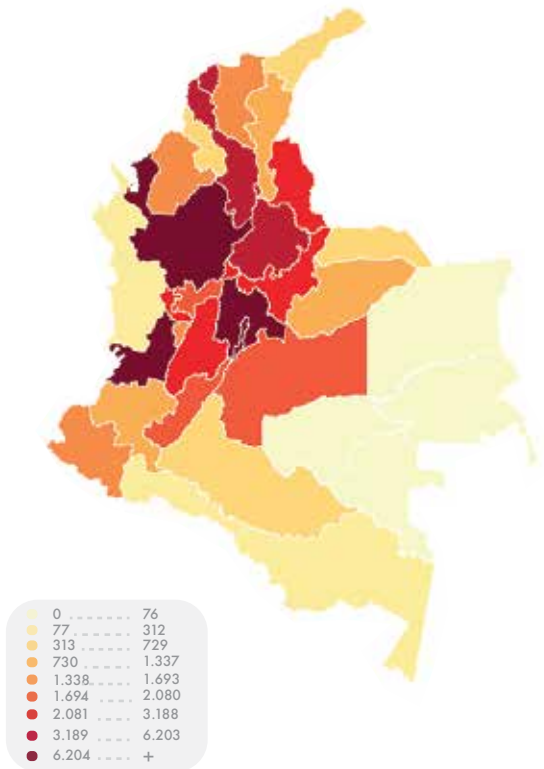 0 ........ 76
77 ..... 312
313 ..... 729
730 ..... 1.337
1.338 ..... 1.693
1.694 ..... 2.080
2.081 ..... 3.188
3.189 ..... 6.203
6.204 ..... +